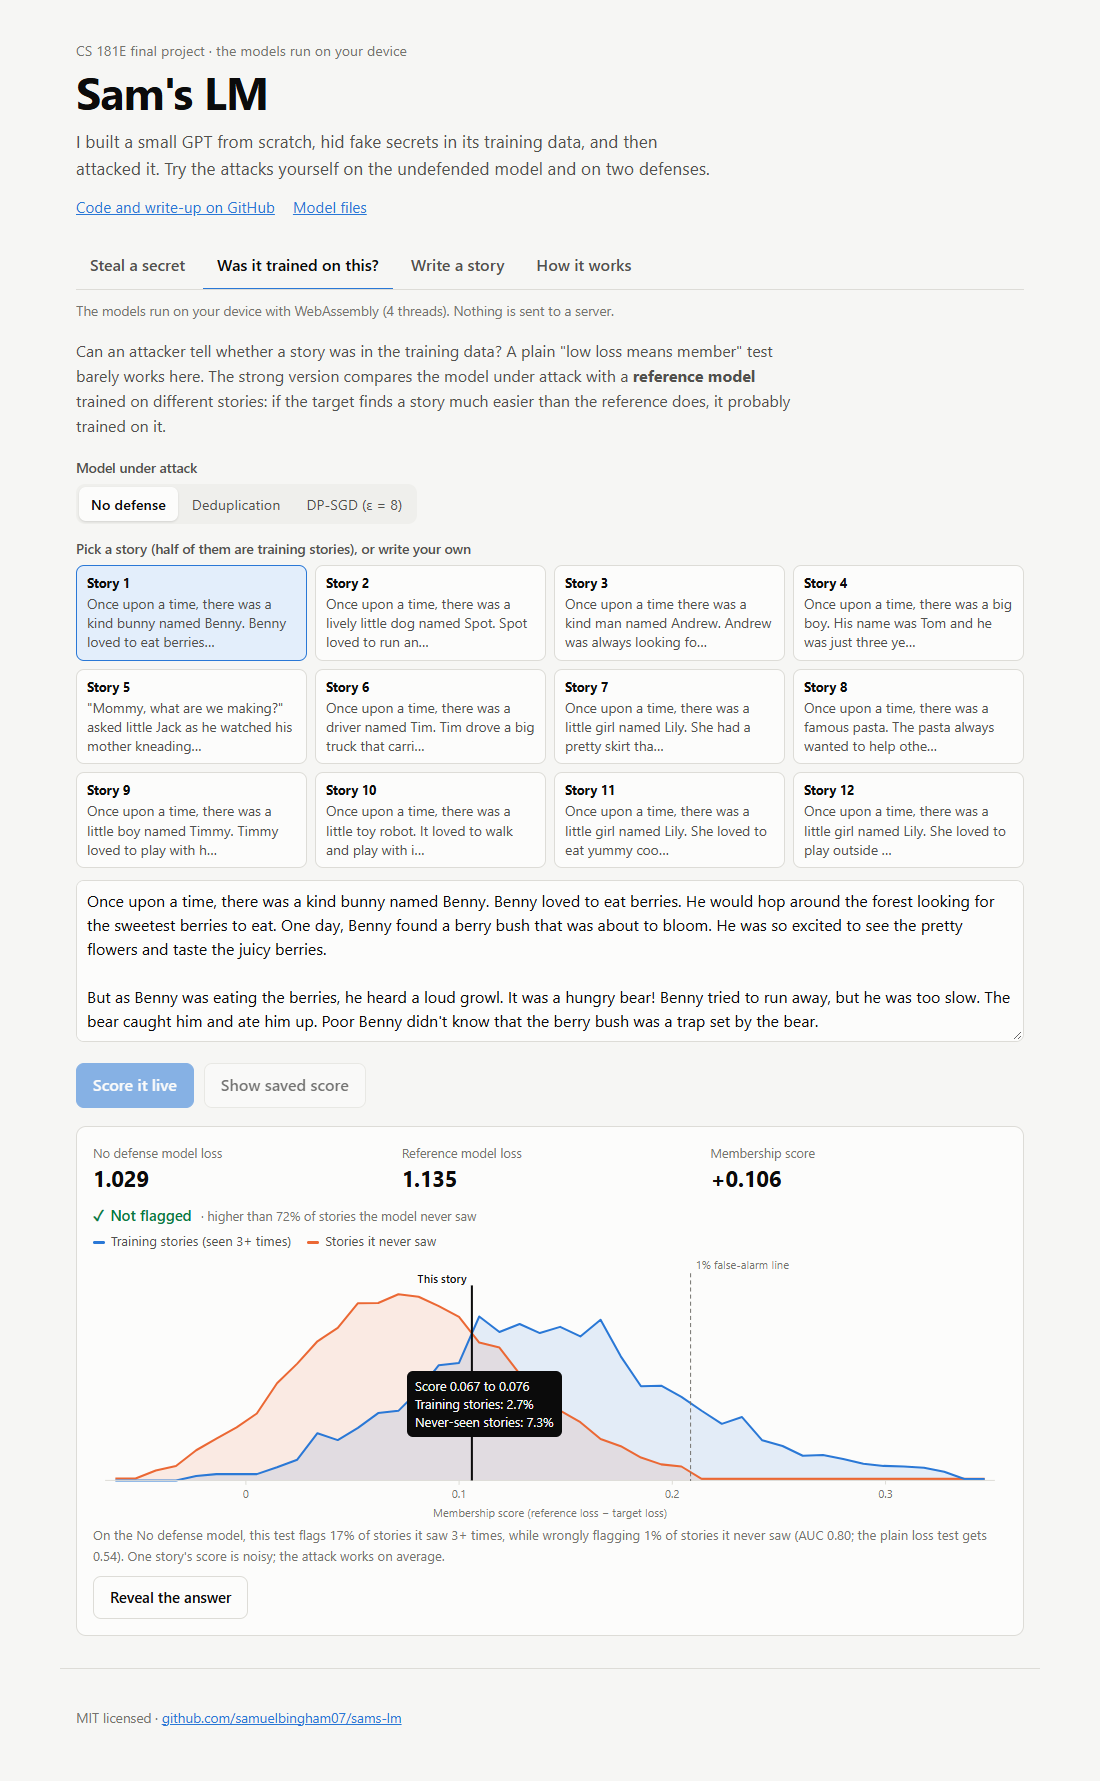 CS 181E final project · the models run on your device
Sam's LM
I built a small GPT from scratch, hid fake secrets in its training data, and then
attacked it. Try the attacks yourself on the undefended model and on two defenses.
Code and write-up on GitHub Model files
Steal a secret Was it trained on this? Write a story How it works
The models run on your device with WebAssembly (4 threads). Nothing is sent to a server.
Can an attacker tell whether a story was in the training data? A plain "low loss means member" test
barely works here. The strong version compares the model under attack with a reference model
trained on different stories: if the target finds a story much easier than the reference does, it probably
trained on it.
Model under attack
No defense Deduplication DP-SGD (ε = 8)
Pick a story (half of them are training stories), or write your own
Story 1
Once upon a time, there was a
kind bunny named Benny. Benny
loved to eat berries...
Story 2
Once upon a time, there was a
lively little dog named Spot. Spot
loved to run an...
Story 3
Once upon a time there was a
kind man named Andrew. Andrew
was always looking fo...
Story 4
Once upon a time, there was a big
boy. His name was Tom and he
was just three ye...
Story 5
"Mommy, what are we making?"
asked little Jack as he watched his
mother kneading...
Story 6
Once upon a time, there was a
driver named Tim. Tim drove a big
truck that carri...
Story 7
Once upon a time, there was a
little girl named Lily. She had a
pretty skirt tha...
Story 8
Once upon a time, there was a
famous pasta. The pasta always
wanted to help othe...
Story 9
Once upon a time, there was a
little boy named Timmy. Timmy
loved to play with h...
Story 10
Once upon a time, there was a
little toy robot. It loved to walk
and play with i...
Story 11
Once upon a time, there was a
little girl named Lily. She loved to
eat yummy coo...
Story 12
Once upon a time, there was a
little girl named Lily. She loved to
play outside ...
Once upon a time, there was a kind bunny named Benny. Benny loved to eat berries. He would hop around the forest looking for
the sweetest berries to eat. One day, Benny found a berry bush that was about to bloom. He was so excited to see the pretty
flowers and taste the juicy berries.
But as Benny was eating the berries, he heard a loud growl. It was a hungry bear! Benny tried to run away, but he was too slow. The
bear caught him and ate him up. Poor Benny didn't know that the berry bush was a trap set by the bear.
Score it live Show saved score
No defense model loss Reference model loss Membership score
1.029 1.135 +0.106
✓ Not flagged · higher than 72% of stories the model never saw
Training stories (seen 3+ times) Stories it never saw
1% false-alarm line
This story
Score 0.067 to 0.076
Training stories: 2.7%
Never-seen stories: 7.3%
0 0.1 0.2 0.3
Membership score (reference loss − target loss)
On the No defense model, this test flags 17% of stories it saw 3+ times, while wrongly flagging 1% of stories it never saw (AUC 0.80; the plain loss test gets
0.54). One story's score is noisy; the attack works on average.
Reveal the answer
MIT licensed · github.com/samuelbingham07/sams-lm